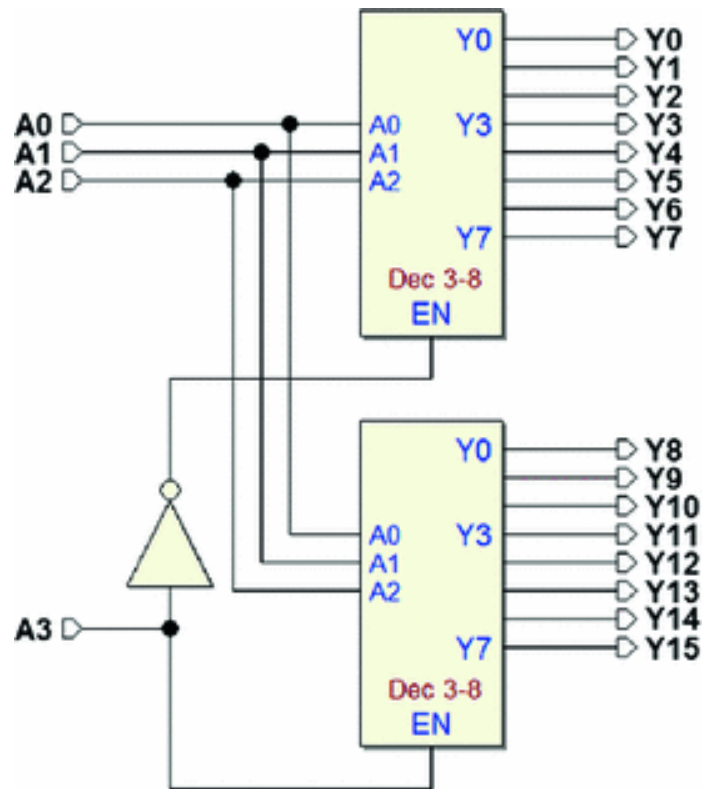 Y0 Y0
Y1
Y2
A0 A0 Y3 Y3
A1 A1 Y4
A2 A2 Y5
Y6
Y7 Y7
Dec 3-8
EN
Y0 Y8
Y9
Y10
A0 Y3 Y11
A1 Y12
A2 Y13
Y14
A3 Y7 Y15
Dec 3-8
EN